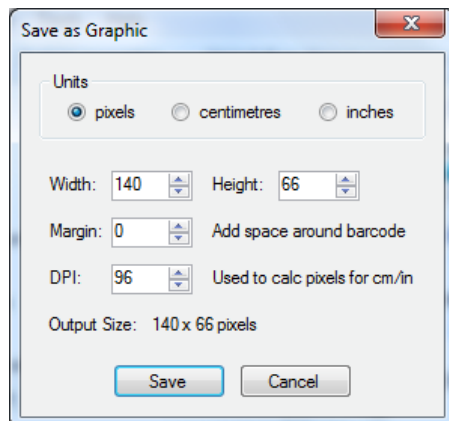 Save as Graphic
Units
pixels centimetres inches
Width: 140 Height: 66
Margin: 0 Add space around barcode
DPI: 96 Used to calc pixels for cm/in
Output Size: 140 x 66 pixels
Save Cancel